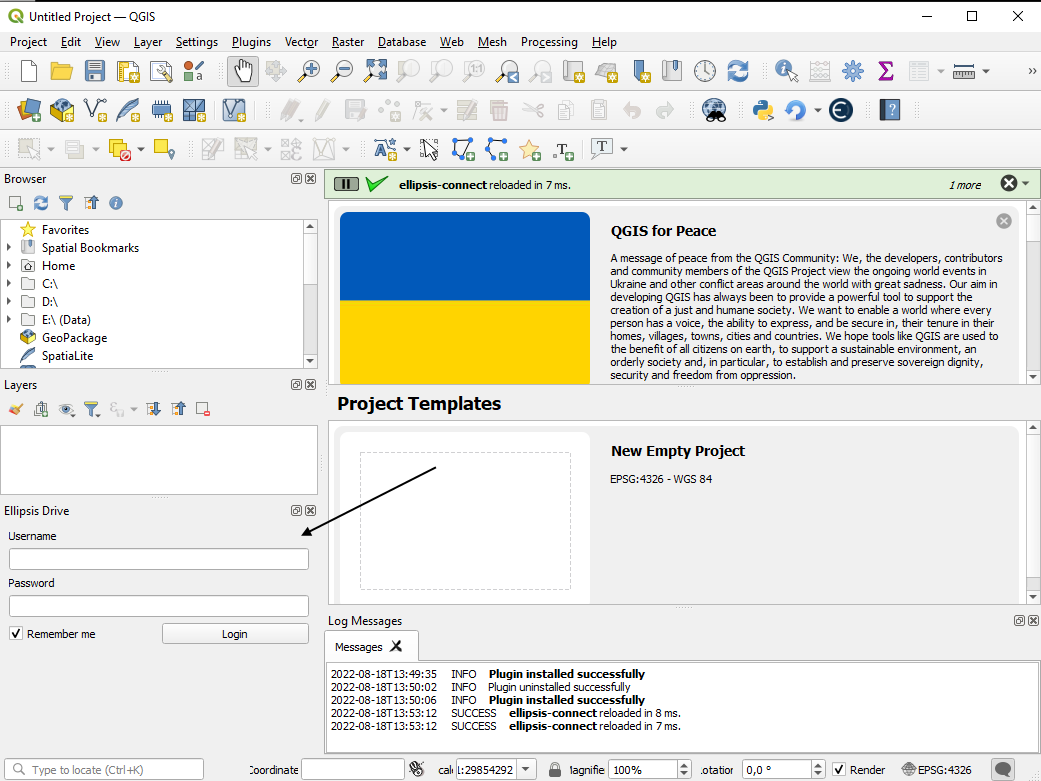 Untitled Project — QGIS
Project Edit View Layer Settings Plugins Vector Raster Database Web Mesh Processing Help
1:1
»
Browser
ellipsis-connect reloaded in 7 ms.
1 more
Favorites
Spatial Bookmarks
Home
C:\
D:\
E:\ (Data)
GeoPackage
SpatiaLite
QGIS for Peace
A message of peace from the QGIS Community: We, the developers, contributors
and community members of the QGIS Project view the ongoing world events in
Ukraine and other conflict areas around the world with great sadness. Our aim in
developing QGIS has always been to provide a powerful tool to support the
creation of a just and humane society. We want to enable a world where every
person has a voice, the ability to express, and be secure in, their tenure in their
homes, villages, towns, cities and countries. We hope tools like QGIS are used to
the benefit of all citizens on earth, to support a sustainable environment, an
orderly society and, in particular, to establish and preserve sovereign dignity,
security and freedom from oppression.
Layers
Project Templates
New Empty Project
EPSG:4326 - WGS 84
Ellipsis Drive
Username
Password
Remember me
Login
Log Messages
Messages
2022-08-18T13:49:35 INFO Plugin installed successfully
2022-08-18T13:50:02 INFO Plugin uninstalled successfully
2022-08-18T13:50:06 INFO Plugin installed successfully
2022-08-18T13:53:12 SUCCESS ellipsis-connect reloaded in 8 ms.
2022-08-18T13:53:12 SUCCESS ellipsis-connect reloaded in 7 ms.
Type to locate (Ctrl+K) oordinate cal 1:29854292 agnifie 100% otation 0,0 ° Render EPSG:4326